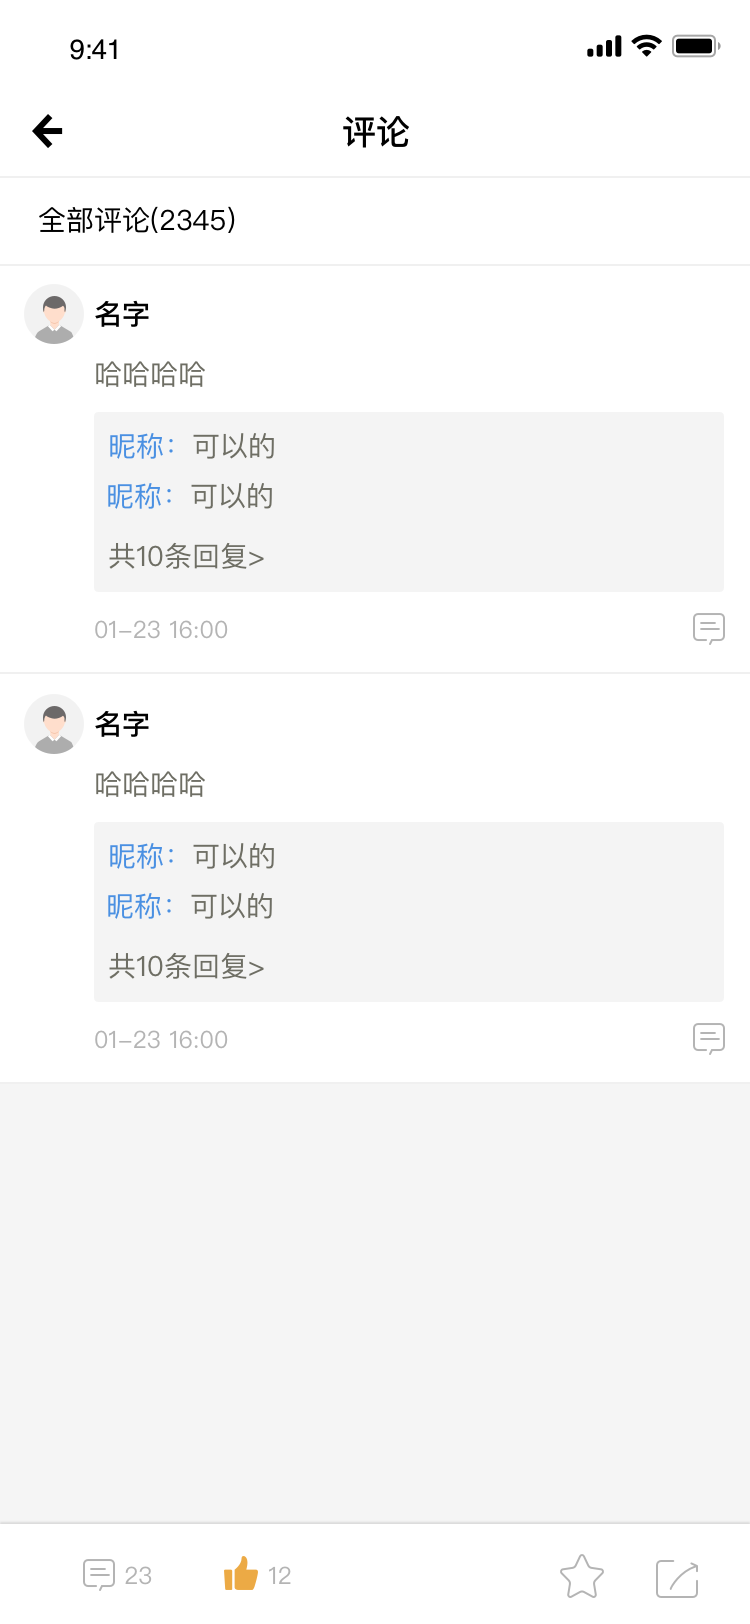 9:41
评论
全部评论(2345)
名字
哈哈哈哈
昵称：可以的
昵称：可以的
共10条回复>
01-23 16:00
名字
哈哈哈哈
昵称：可以的
昵称：可以的
共10条回复>
01-23 16:00
23 12